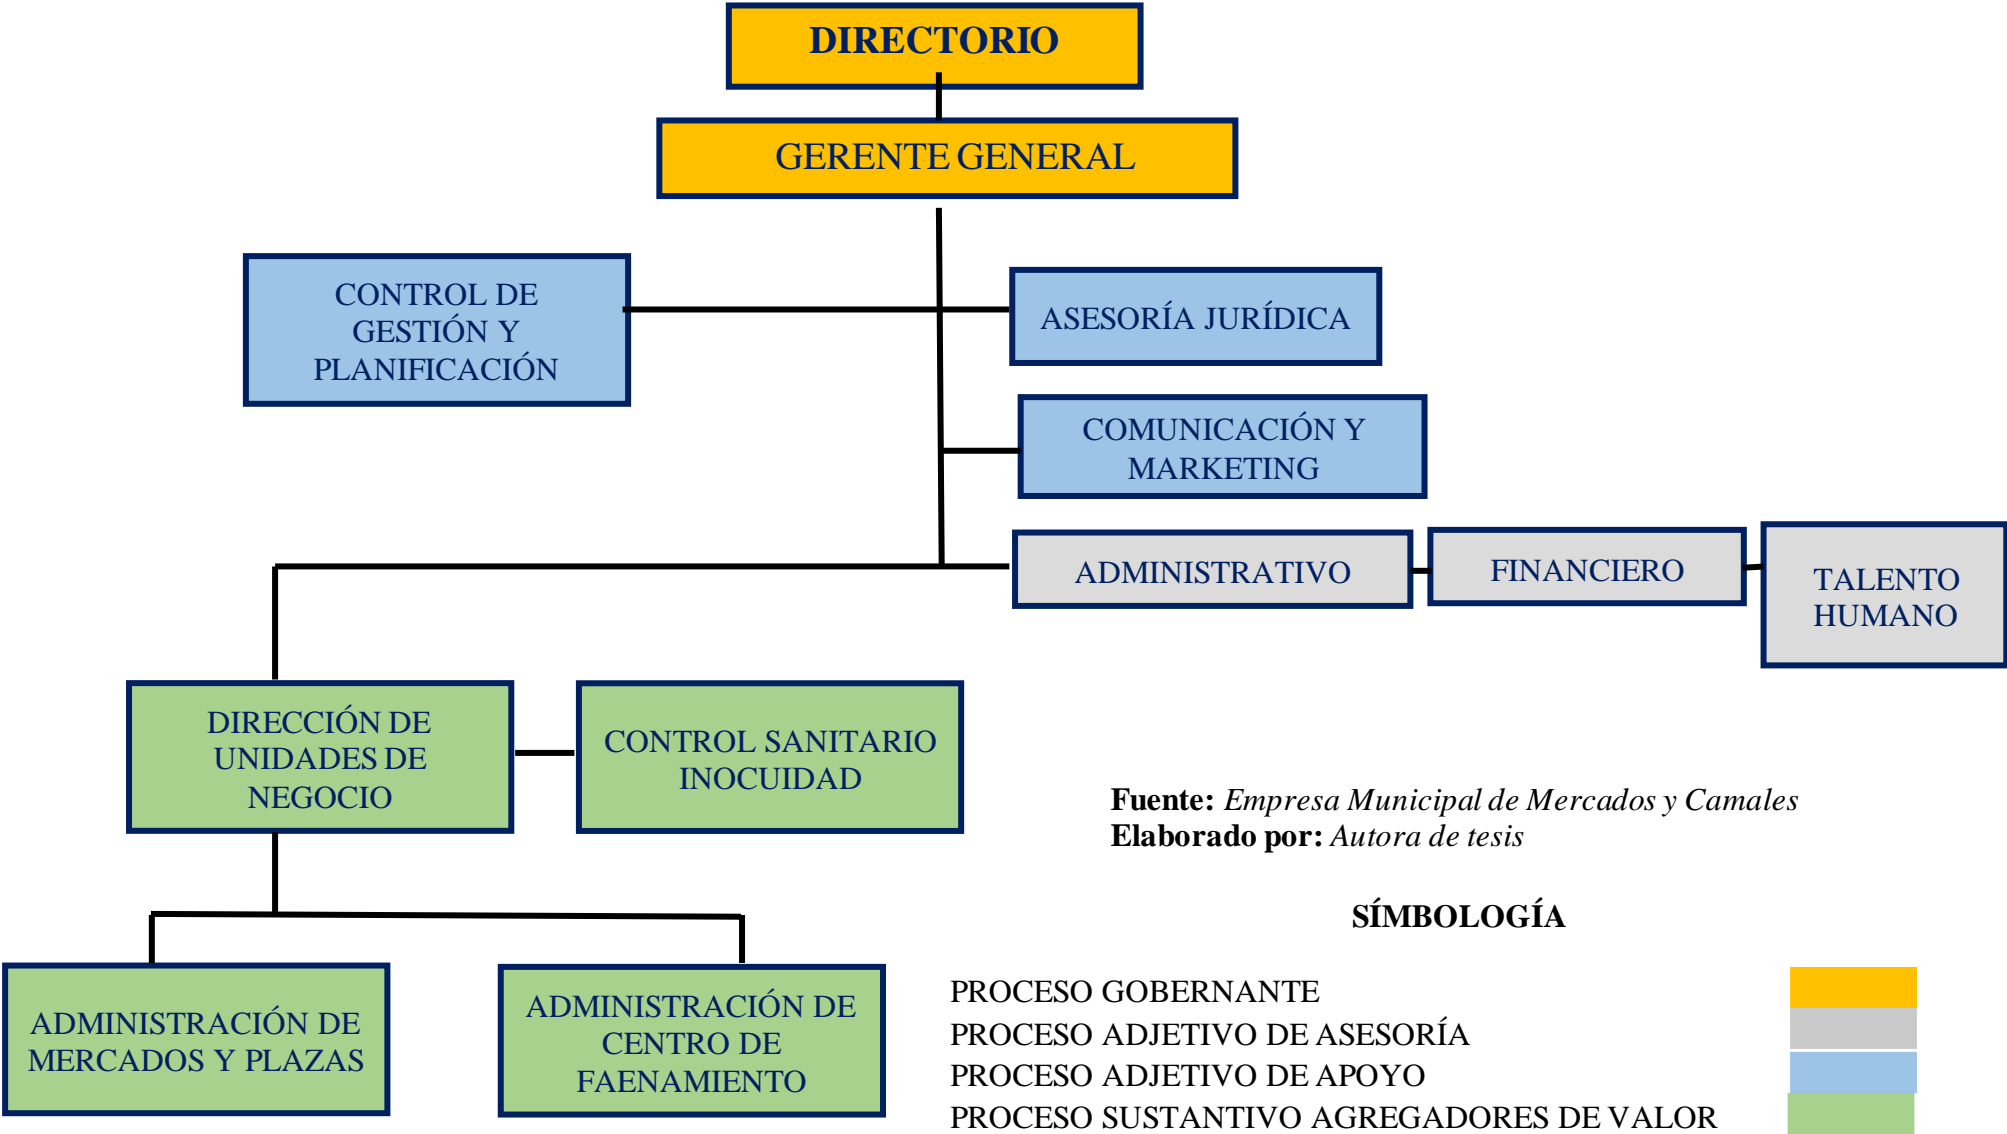 DIRECTORIO
GERENTE GENERAL
CONTROL DE
GESTIÓN Y
PLANIFICACIÓN
ASESORÍA JURÍDICA
COMUNICACIÓN Y
MARKETING
ADMINISTRATIVO
FINANCIERO
TALENTO
HUMANO
DIRECCIÓN DE
UNIDADES DE
NEGOCIO
CONTROL SANITARIO
INOCUIDAD
ADMINISTRACIÓN DE
MERCADOS Y PLAZAS
ADMINISTRACIÓN DE
CENTRO DE
FAENAMIENTO
Fuente: Empresa Municipal de Mercados y Camales
Elaborado por: Autora de tesis
SÍMBOLOGÍA
PROCESO GOBERNANTE
PROCESO ADJETIVO DE ASESORÍA
PROCESO ADJETIVO DE APOYO
PROCESO SUSTANTIVO AGREGADORES DE VALOR